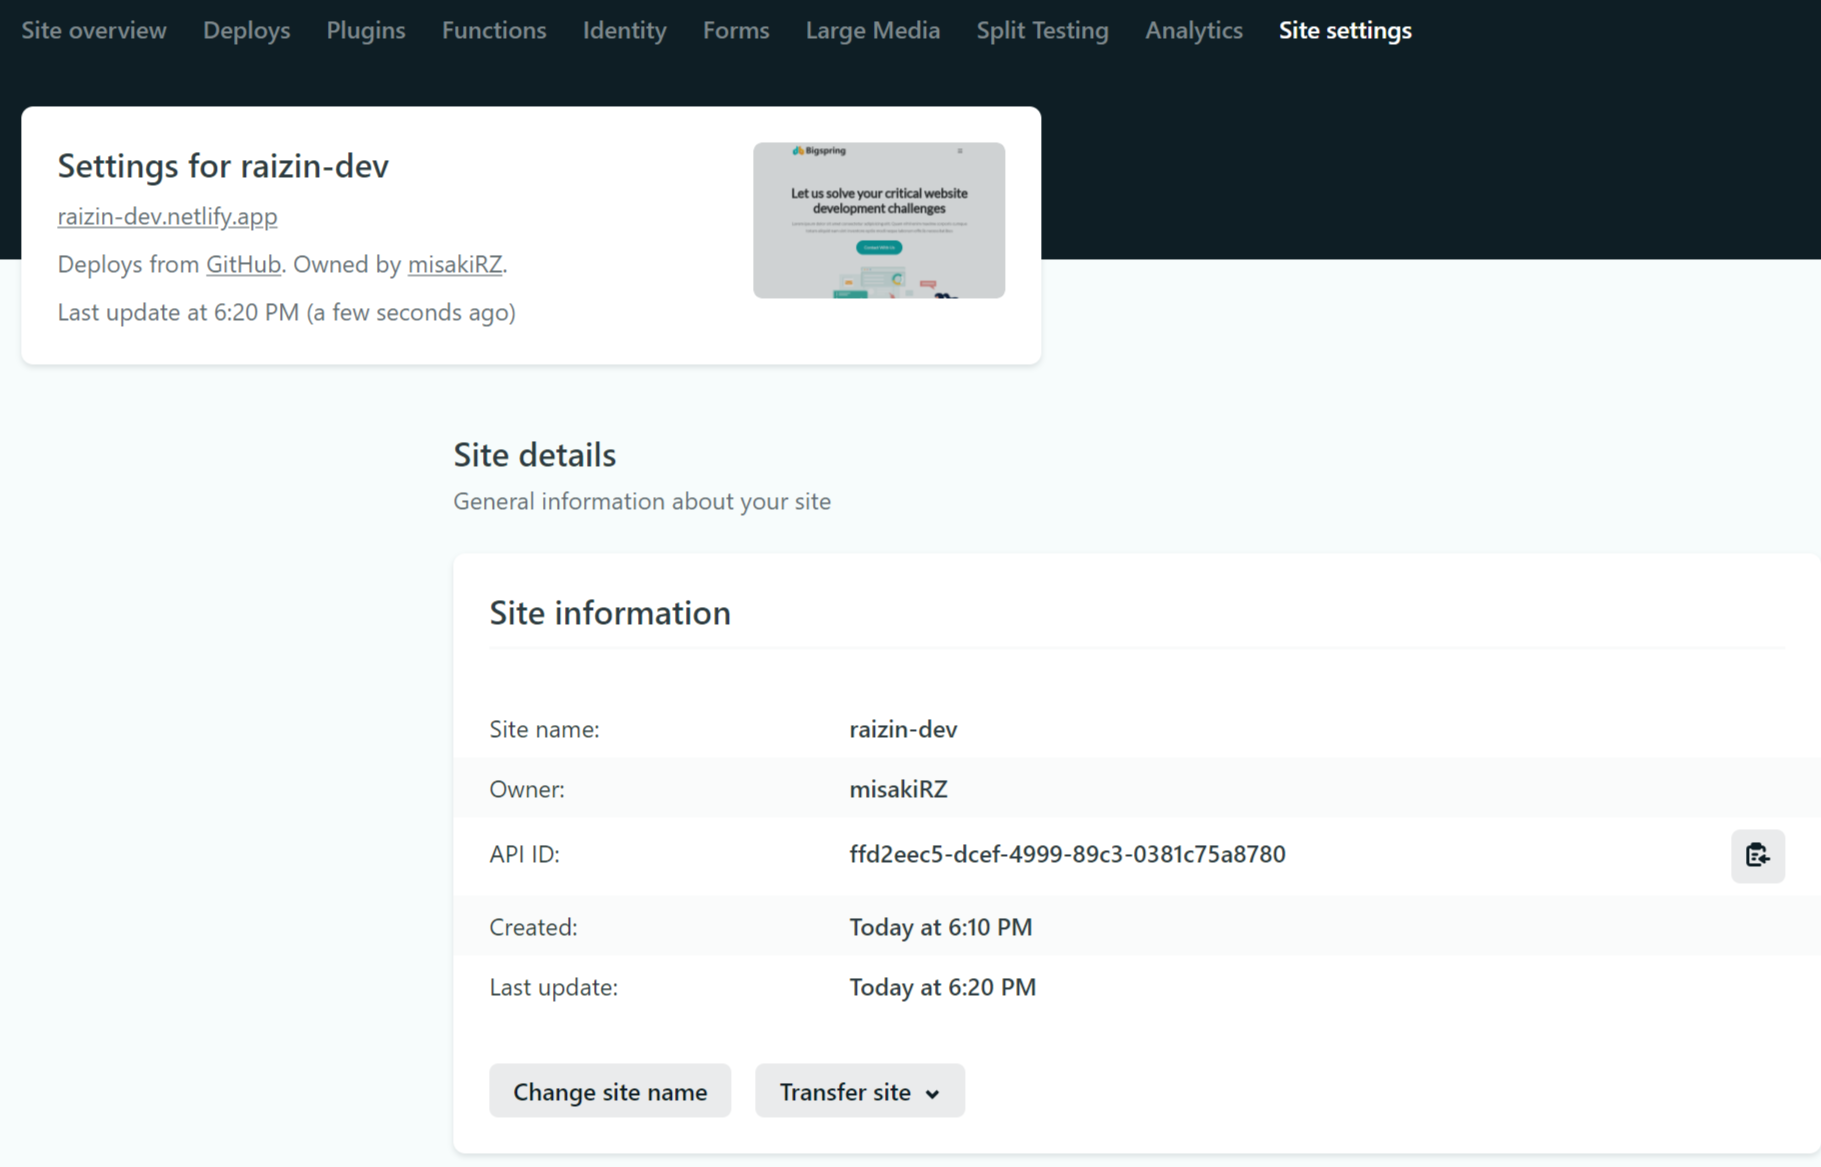 Site overview Deploys Plugins Functions Identity Forms Large Media Split Testing Analytics Site settings
Settings for raizin-dev
raizin-dev.netlify.app
Deploys from GitHub. Owned by misakiRZ.
Last update at 6:20 PM (a few seconds ago)
Bigspring
Let us solve your critical website
development challenges
Site details
General information about your site
Site information
Site name: raizin-dev
Owner: misakiRZ
API ID: ffd2eec5-dcef-4999-89c3-0381c75a8780
Created: Today at 6:10 PM
Last update: Today at 6:20 PM
Change site name Transfer site